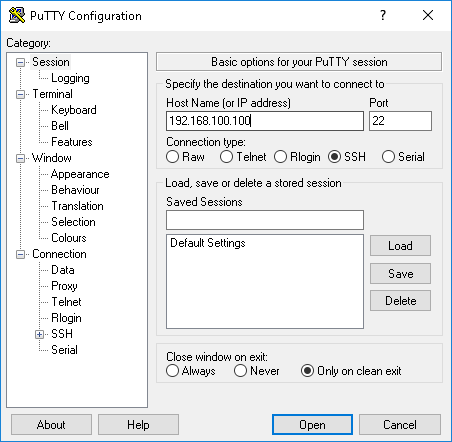 PuTTY Configuration
Category:
Session
Logging
Terminal
Keyboard
Bell
Features
Window
Appearance
Behaviour
Translation
Selection
Colours
Connection
Data
Proxy
Telnet
Rlogin
SSH
Serial
Basic options for your PuTTY session
Specify the destination you want to connect to
Host Name (or IP address) Port
192.168.100.100 22
Connection type:
Raw Telnet Rlogin SSH Serial
Load, save or delete a stored session
Saved Sessions
Default Settings
Load
Save
Delete
Close window on exit:
Always Never Only on clean exit
About Help Open Cancel